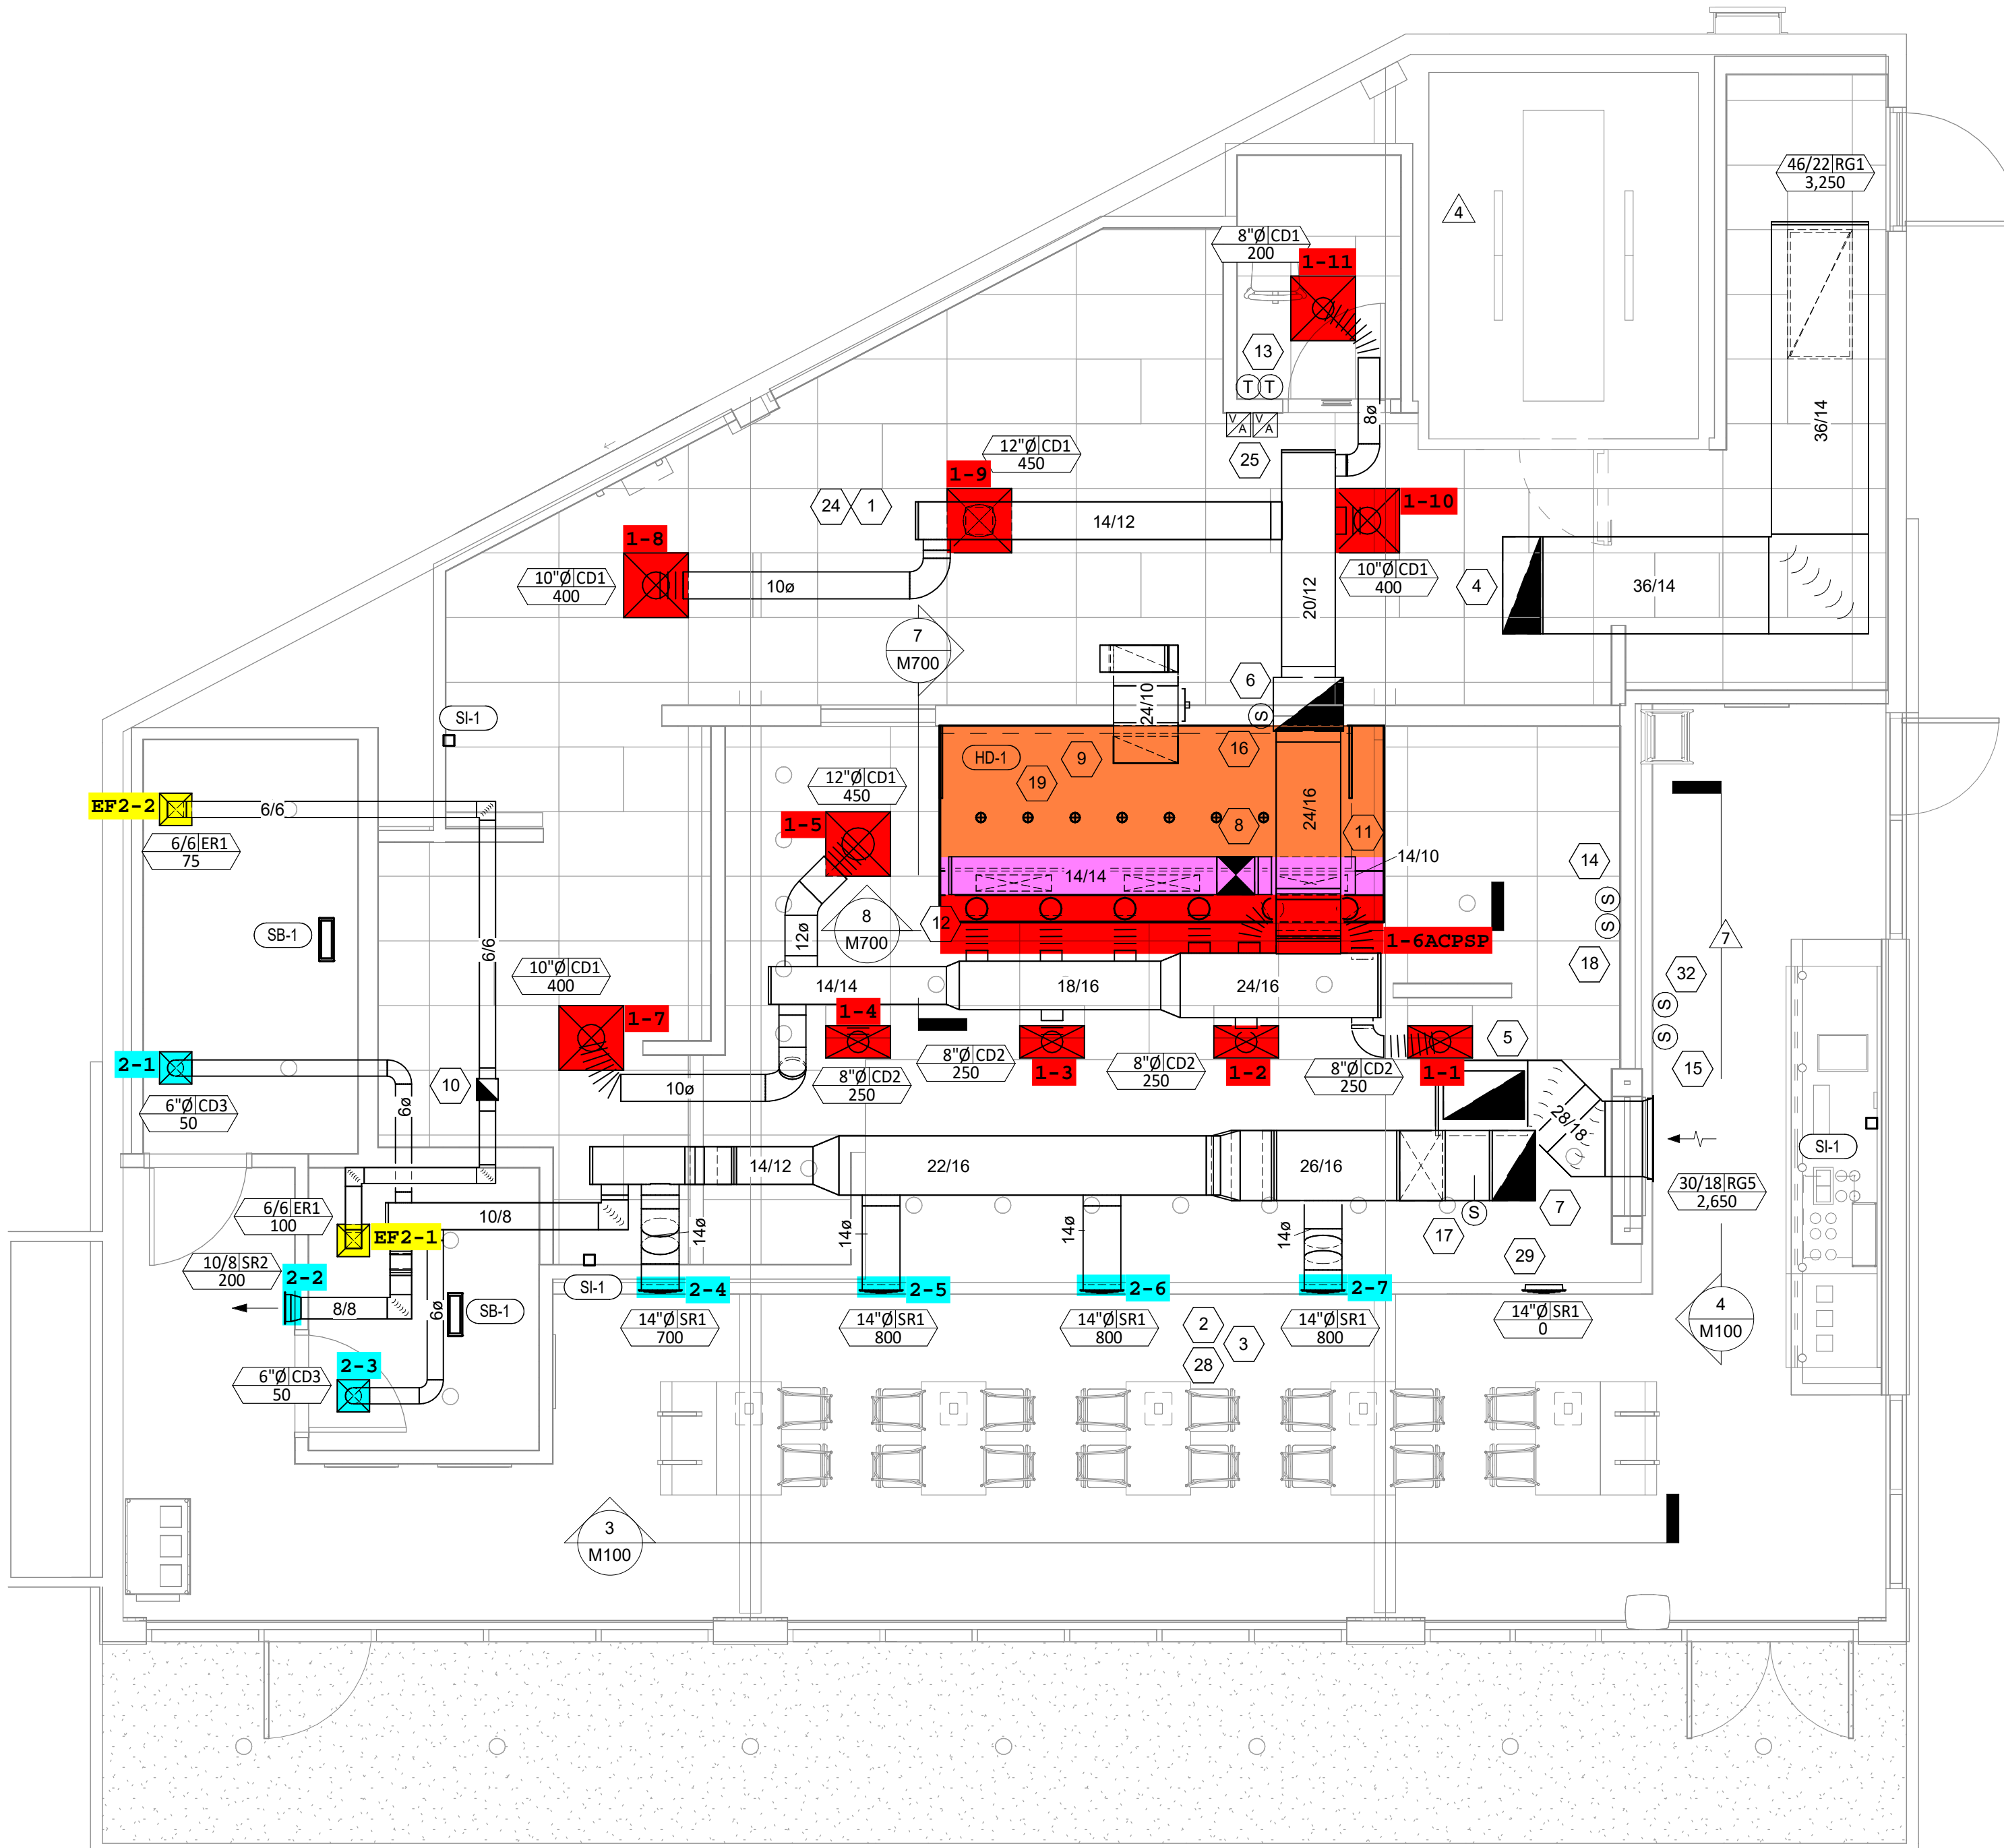 46/22 RG1
3,250
4
8"Ø CD1
200
1-11
13
T T
V A V A
8ø
36/14
12"Ø CD1
450
25
1-9
24 1
14/12
1-10
1-8
10"Ø CD1
400
10ø
10"Ø CD1
400
20/12
4
36/14
7
M700
6
24/10
SI-1
S
HD-1
9
16
19
12"Ø CD1
450
EF2-2
6/6
24/16
1-5
8
11
6/6 ER1
75
14/10
14
14/14
S
S
SB-1
12
8
M700
12ø
6/6
1-6ACPSP
7
10"Ø CD1
400
18
32
14/14
18/16
24/16
1-7
1-4
S
S
5
2-1
8"Ø CD2
250
8"Ø CD2
250
8"Ø CD2
250
8"Ø CD2
250
1-3
1-2
1-1
15
10
10ø
6"Ø CD3
50
6ø
28/18
SI-1
14/12
22/16
26/16
30/18 RG5
2,650
6/6 ER1
100
10/8
EF2-1
S
7
17
14ø
14ø
14ø
14ø
29
10/8 SR2
200
2-2
SI-1
2-4
2-5
2-6
2-7
8/8
6ø
SB-1
14"Ø SR1
700
14"Ø SR1
800
14"Ø SR1
800
2
3
28
14"Ø SR1
800
14"Ø SR1
0
4
M100
2-3
6"Ø CD3
50
3
M100